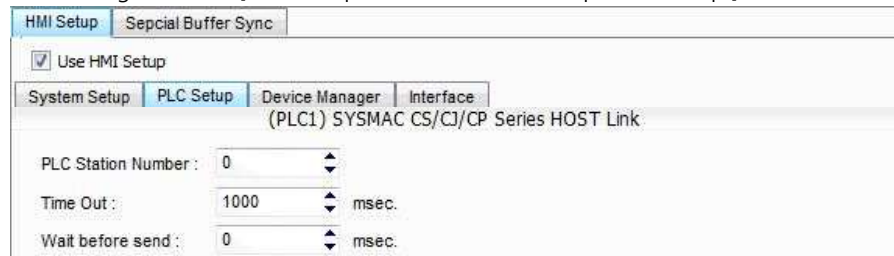 HMI Setup Sepcial Buffer Sync
Use HMI Setup
System Setup PLC Setup Device Manager Interface
(PLC1) SYSMAC CS/CJ/CP Series HOST Link
PLC Station Number : 0
Time Out : 1000 msec.
Wait before send : 0 msec.